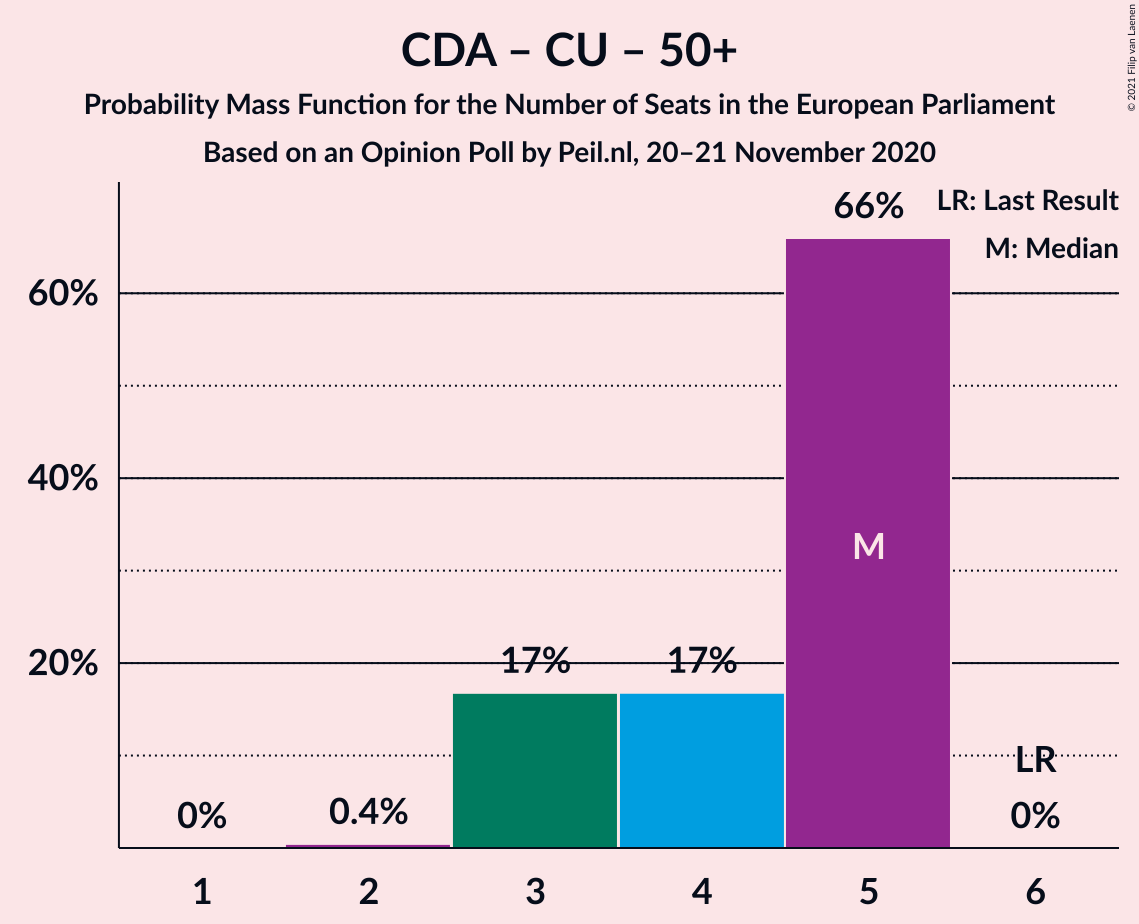 CDA – CU – 50+
Probability Mass Function for the Number of Seats in the European Parliament
Based on an Opinion Poll by Peil.nl, 20–21 November 2020
© 2021 Filip van Laenen
LR: Last Result
M: Median
60%
40%
20%
0%
0.4%
17%
17%
66%
M
LR
0%
1
2
3
4
5
6